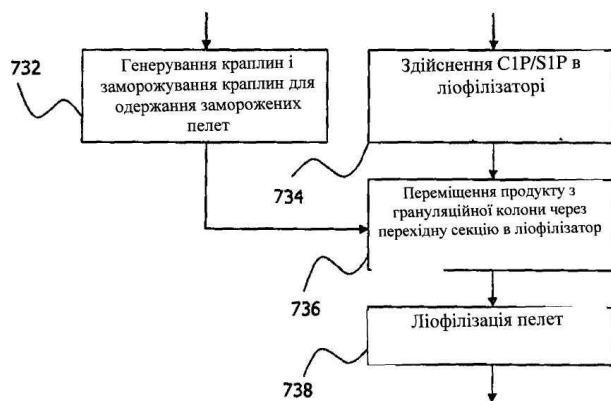 732
Генерування краплин і
заморожування краплин для
одержання заморожених
пелет
Здійснення C1P/S1P в
ліофілізаторі
734
Переміщення продукту з
грануляційної колони через
перехідну секцію в ліофілізатор
736
Ліофілізація пелет
738